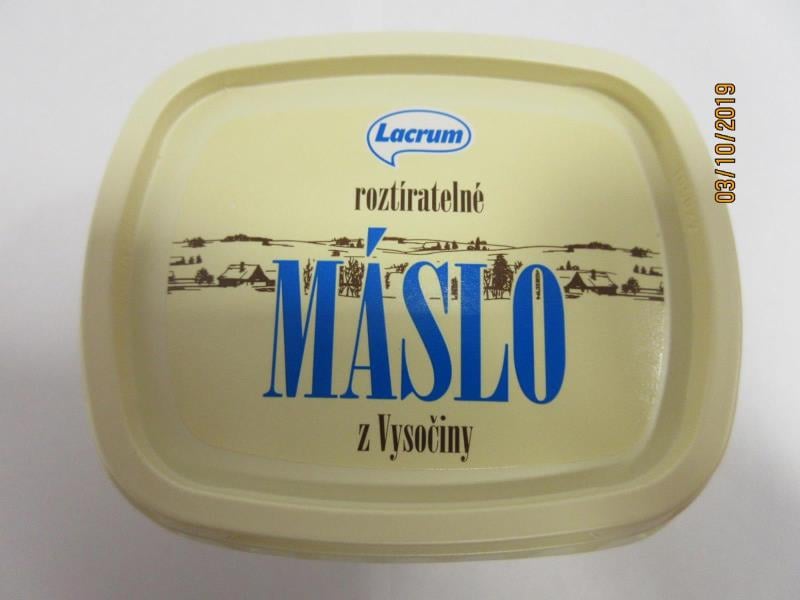 Lacrum
roztíratelné
MÁSLO
z Vysočiny
03/10/2019